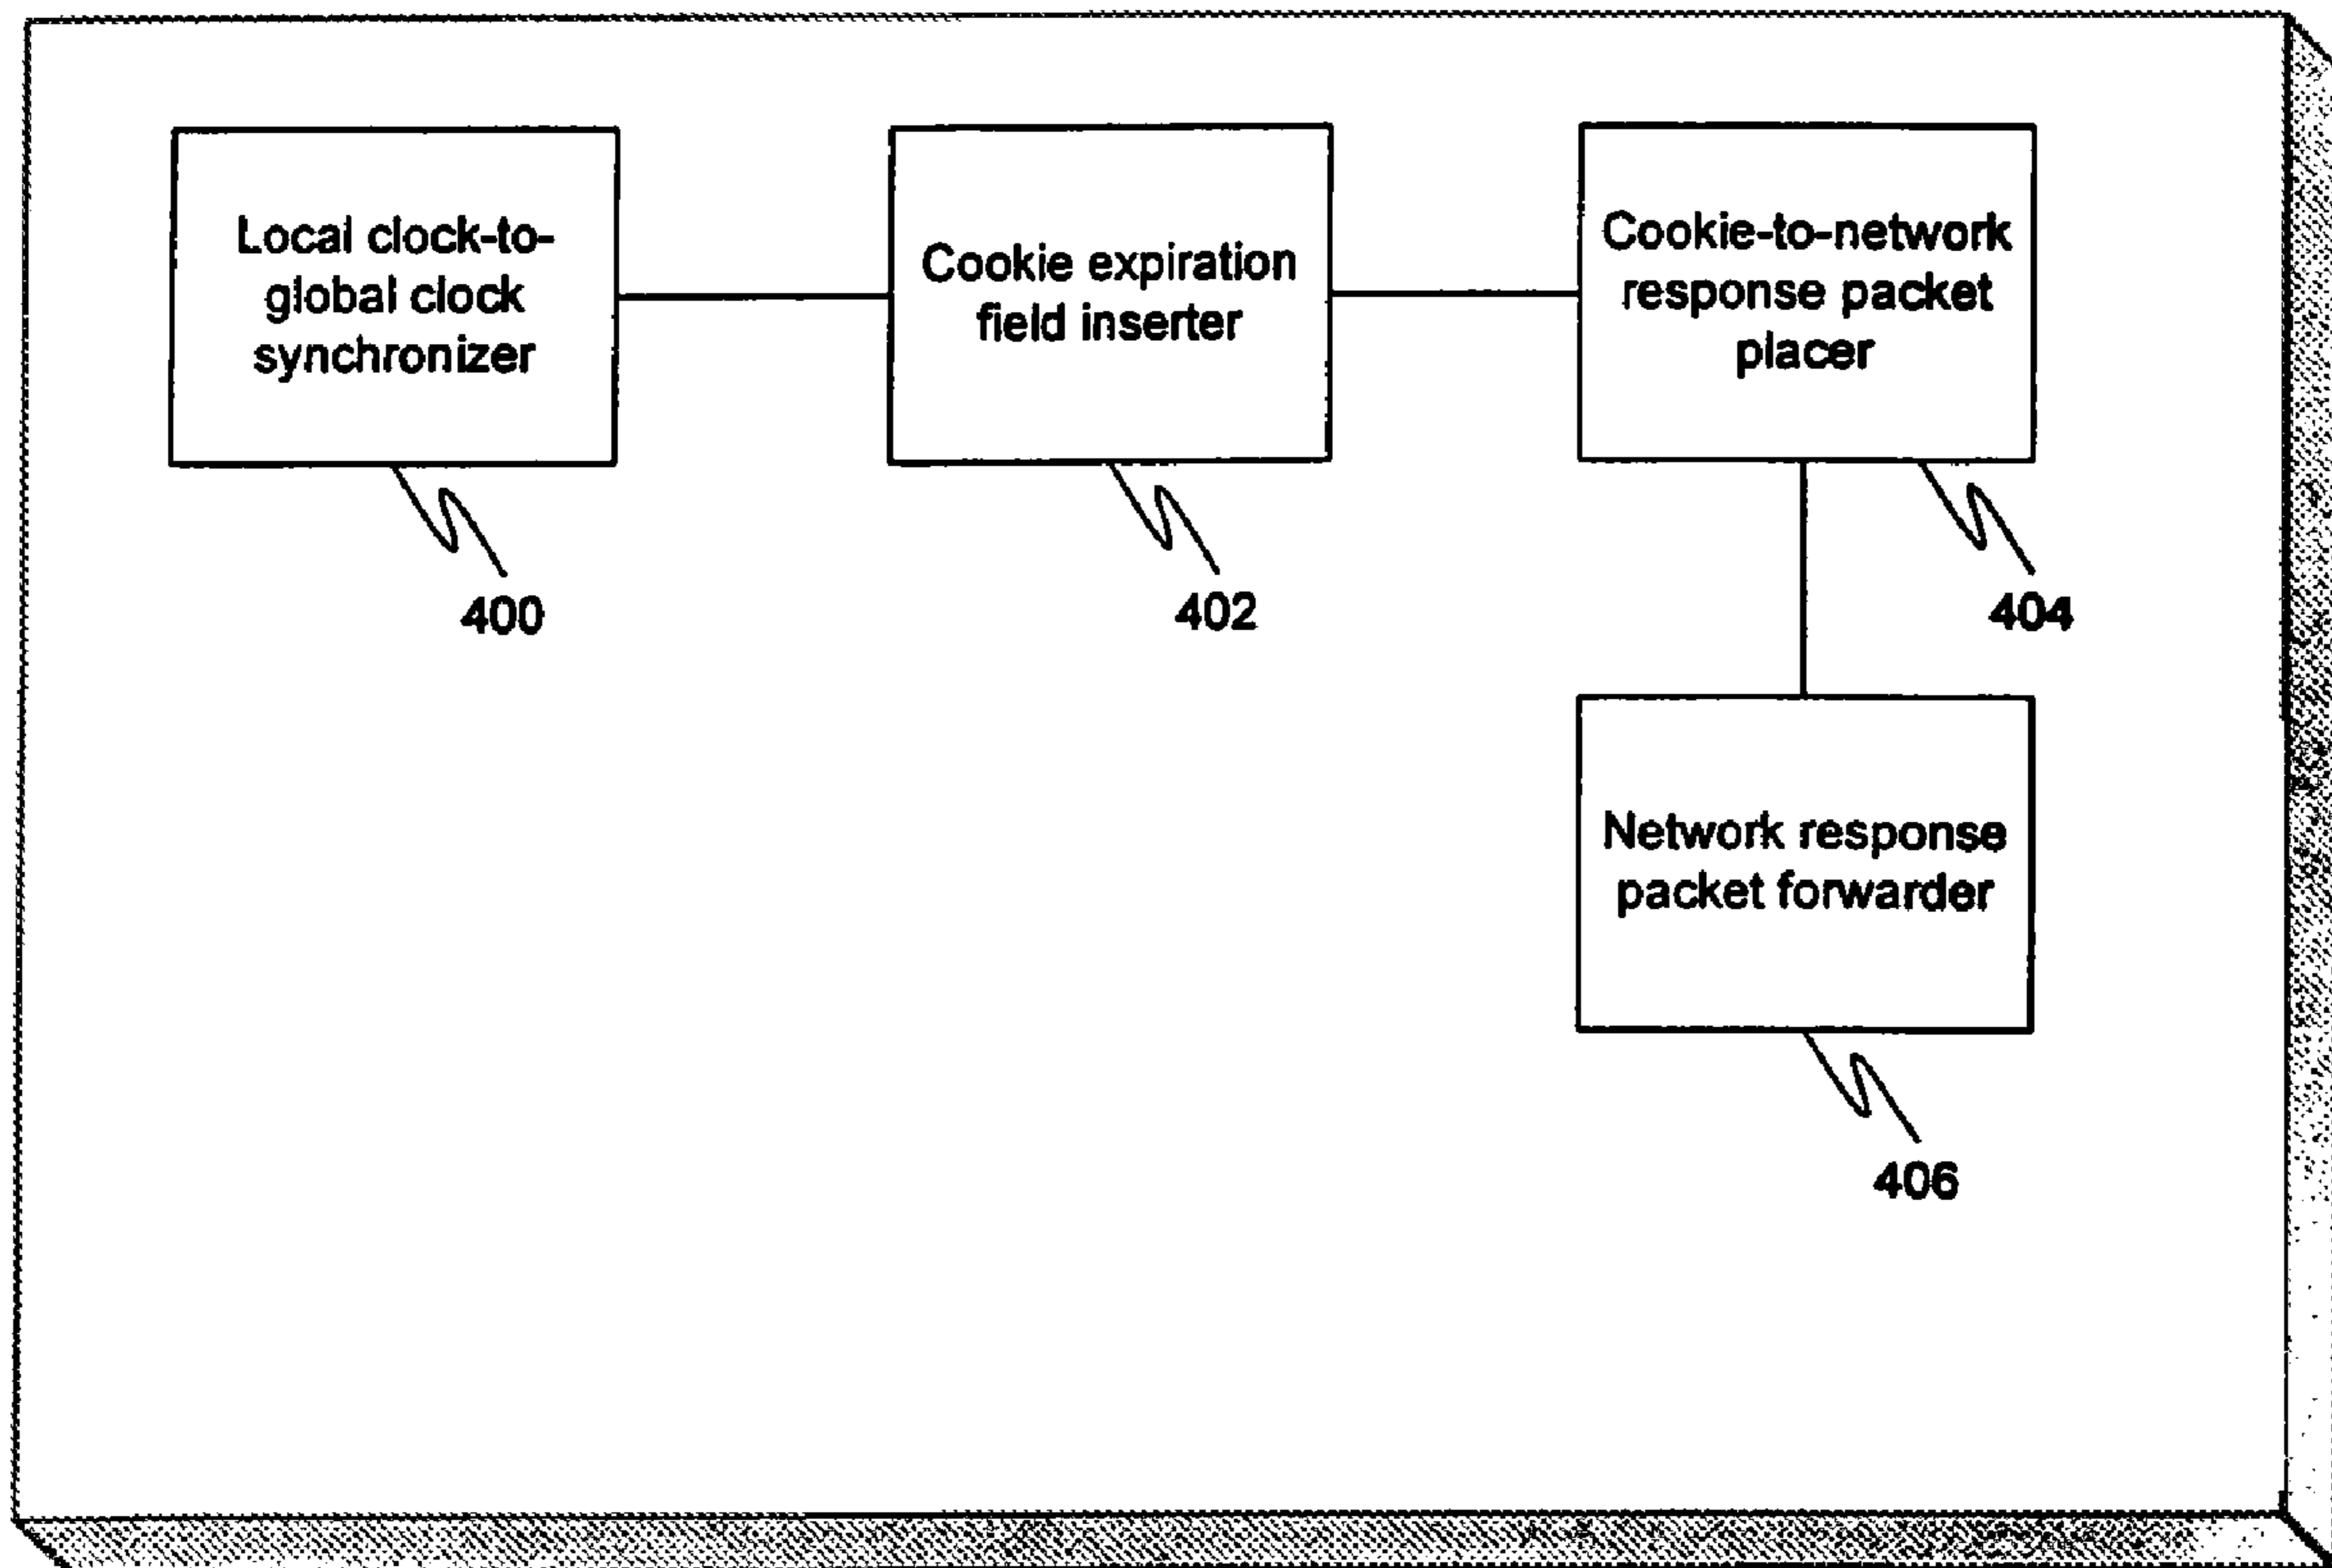 Local clock-to-
global clock
synchronizer
400
Cookie expiration
field inserter
402
Cookie-to-network
response packet
placer
404
Network response
packet forwarder
406